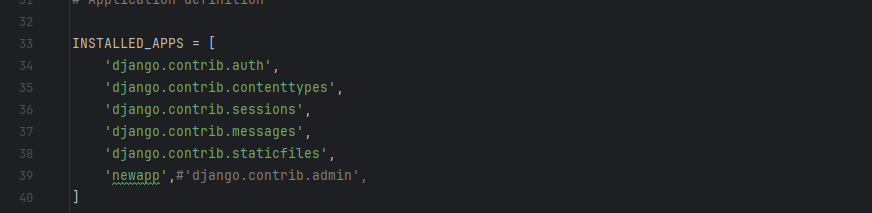 31 # Application definition
32
33 INSTALLED_APPS = [
34 'django.contrib.auth',
35 'django.contrib.contenttypes',
36 'django.contrib.sessions',
37 'django.contrib.messages',
38 'django.contrib.staticfiles',
39 'newapp',#'django.contrib.admin',
40 ]